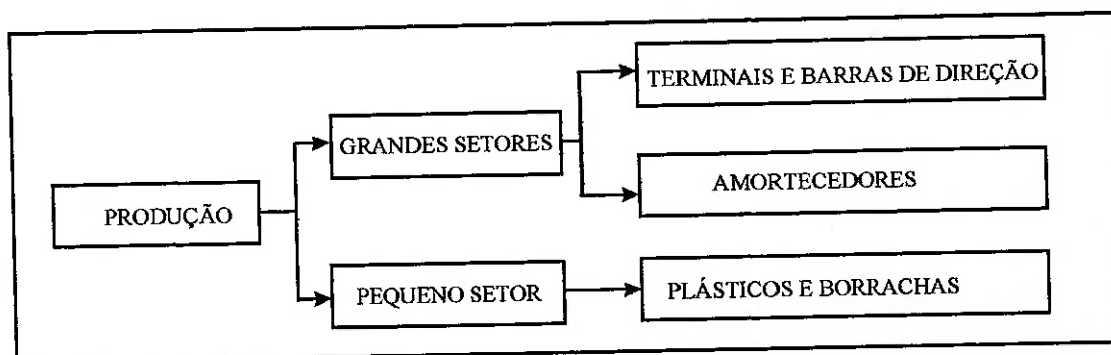 TERMINAIS E BARRAS DE DIREÇÃO
GRANDES SETORES
AMORTECEDORES
PRODUÇÃO
PEQUENO SETOR
PLÁSTICOS E BORRACHAS